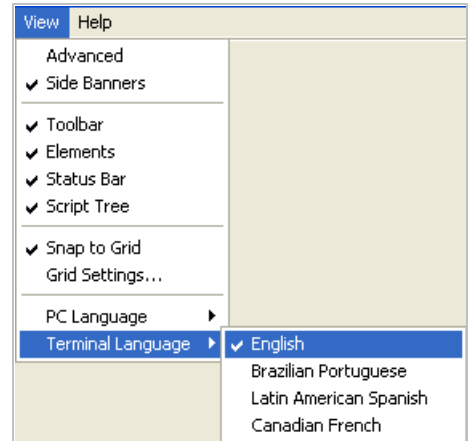 View Help
Advanced
Side Banners
Toolbar
Elements
Status Bar
Script Tree
Snap to Grid
Grid Settings...
PC Language
Terminal Language
English
Brazilian Portuguese
Latin American Spanish
Canadian French